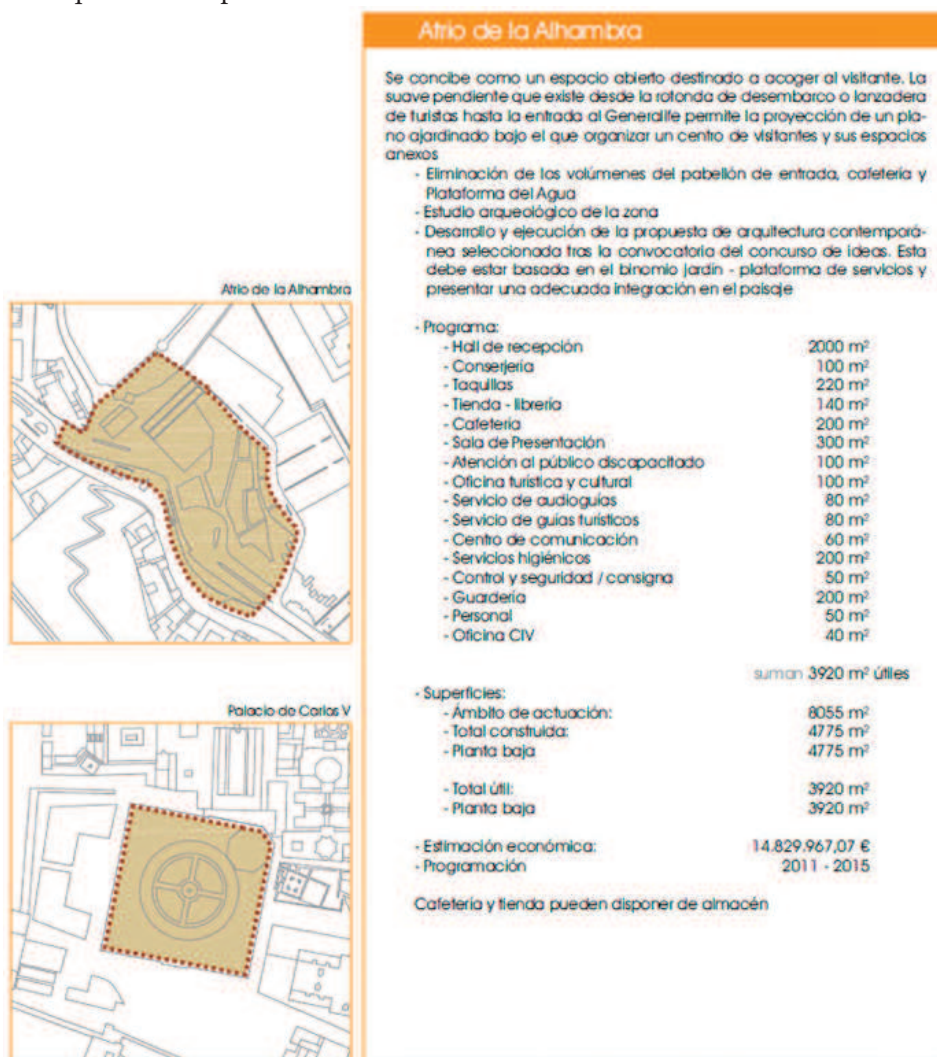 Atrio de la Alhambra
Se concibe como un espacio abierto destinado a acoger al visitante. La
suave pendiente que existe desde la rotonda de desembarco o lanzadera
de turistas hasta la entrada al Generalife permite la proyección de un pla-
no ajardinado bajo el que organizar un centro de visitantes y sus espacios
anexos
- Eliminación de los volúmenes del pabellón de entrada, cafetería y
Plataforma del Agua
- Estudio arqueológico de la zona
- Desarrollo y ejecución de la propuesta de arquitectura contemporá-
nea seleccionada tras la convocatoria del concurso de ideas. Esta
debe estar basada en el binomio jardín - plataforma de servicios y
presentar una adecuada integración en el paisaje
- Programa:
- Hall de recepción 2000 m²
- Conserjería 100 m²
- Taquillas 220 m²
- Tienda - librería 140 m²
- Cafetería 200 m²
- Sala de Presentación 300 m²
- Atención al público discapacitado 100 m²
- Oficina turística y cultural 100 m²
- Servicio de audioguías 80 m²
- Servicio de guías turísticos 80 m²
- Centro de comunicación 60 m²
- Servicios higiénicos 200 m²
- Control y seguridad / consigna 50 m²
- Guardería 200 m²
- Personal 50 m²
- Oficina CIV 40 m²
suman 3920 m² útiles
- Superficies:
- Ámbito de actuación: 8055 m²
- Total construida: 4775 m²
- Planta baja 4775 m²
- Total útil: 3920 m²
- Planta baja 3920 m²
- Estimación económica: 14.829.967,07 €
- Programación 2011 - 2015
Cafetería y tienda pueden disponer de almacén
Atrio de la Alhambra
Palacio de Carlos V